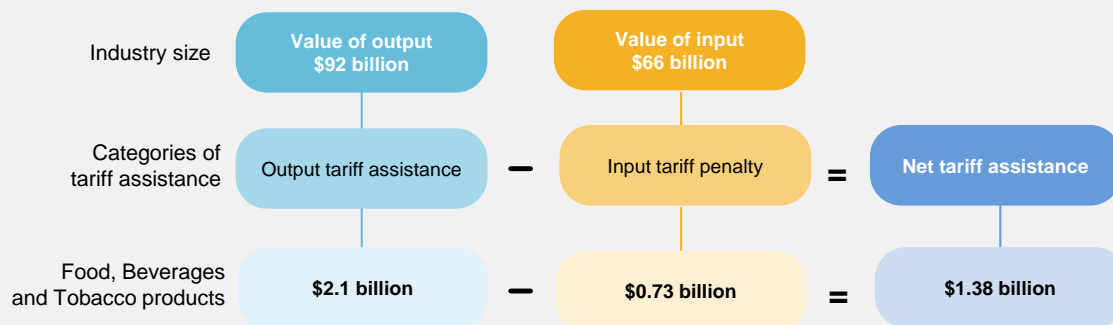 Industry size
Value of output
$92 billion
Value of input
$66 billion
Categories of
tariff assistance
Output tariff assistance
–
Input tariff penalty
=
Net tariff assistance
Food, Beverages
and Tobacco products
$2.1 billion
–
$0.73 billion
=
$1.38 billion